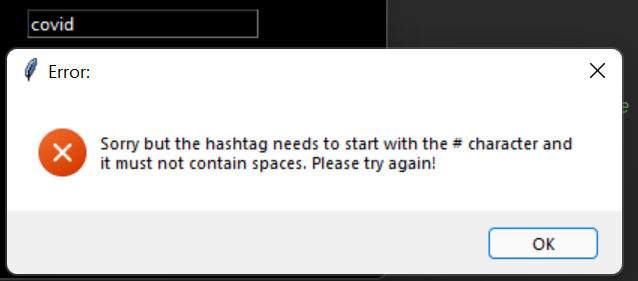 covid
Error:
Sorry but the hashtag needs to start with the # character and
it must not contain spaces. Please try again!
OK